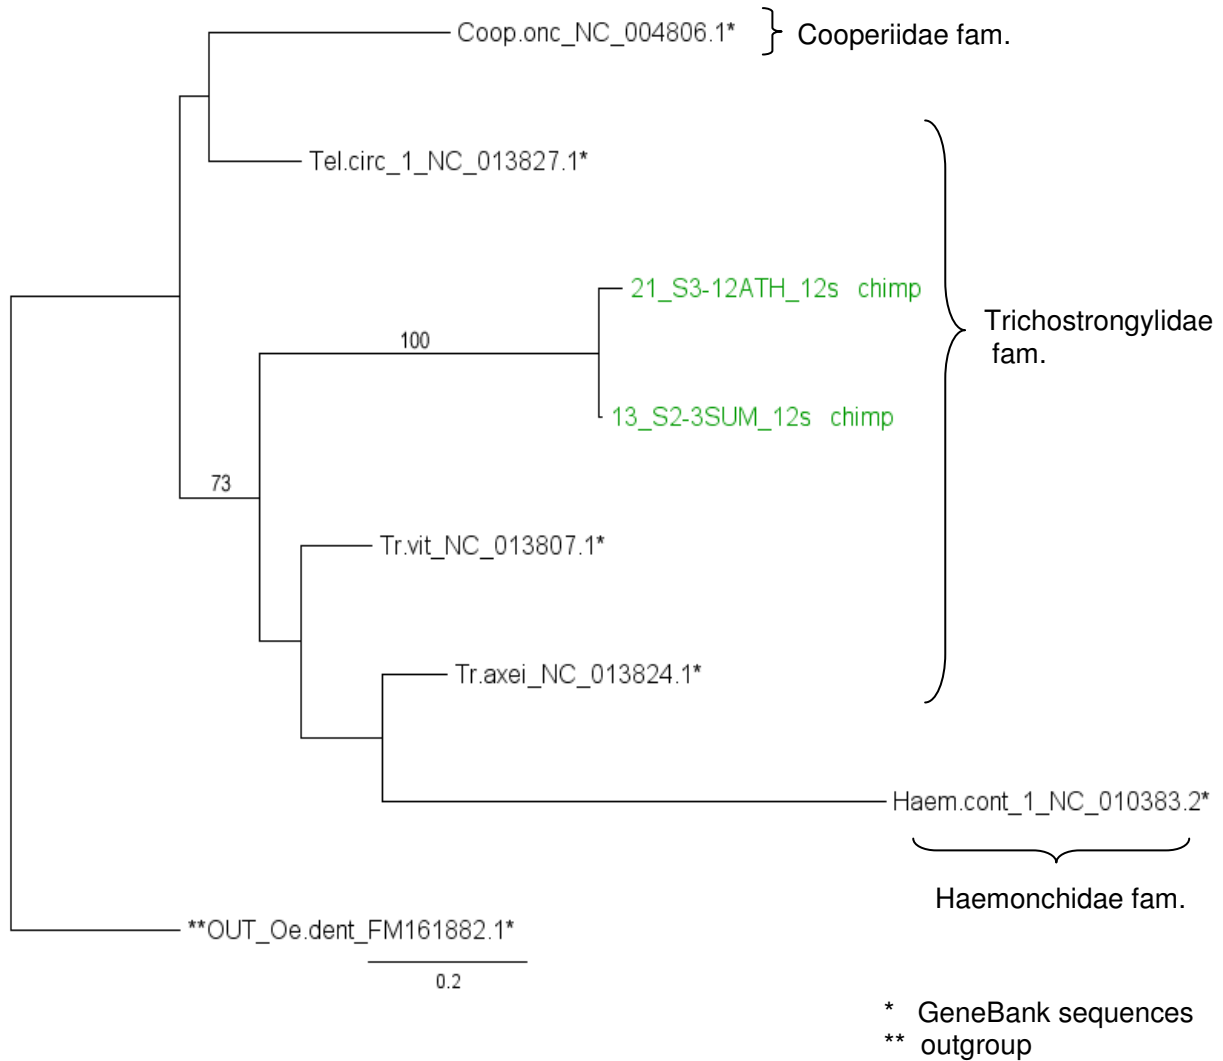 Coop.onc_NC_004806.1*
Cooperiidae fam.
Tel.circ_1_NC_013827.1*
21_S3-12ATH_12s chimp
Trichostrongylidae
fam.
100
13_S2-3SUM_12s chimp
73
Tr.vit_NC_013807.1*
Tr.axei_NC_013824.1*
Haem.cont_1_NC_010383.2*
Haemonchidae fam.
**OUT_Oe.dent_FM161882.1*
0.2
* GeneBank sequences
** outgroup